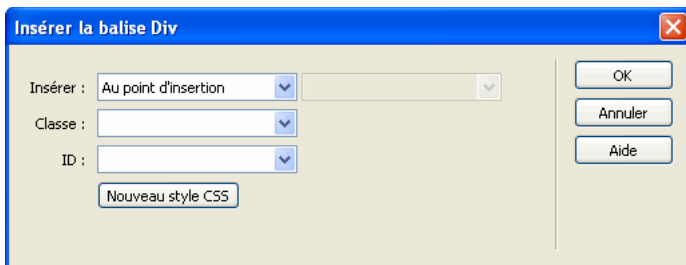 Insérer la balise Div
Insérer : Au point d'insertion
OK
Classe :
Annuler
ID :
Aide
Nouveau style CSS